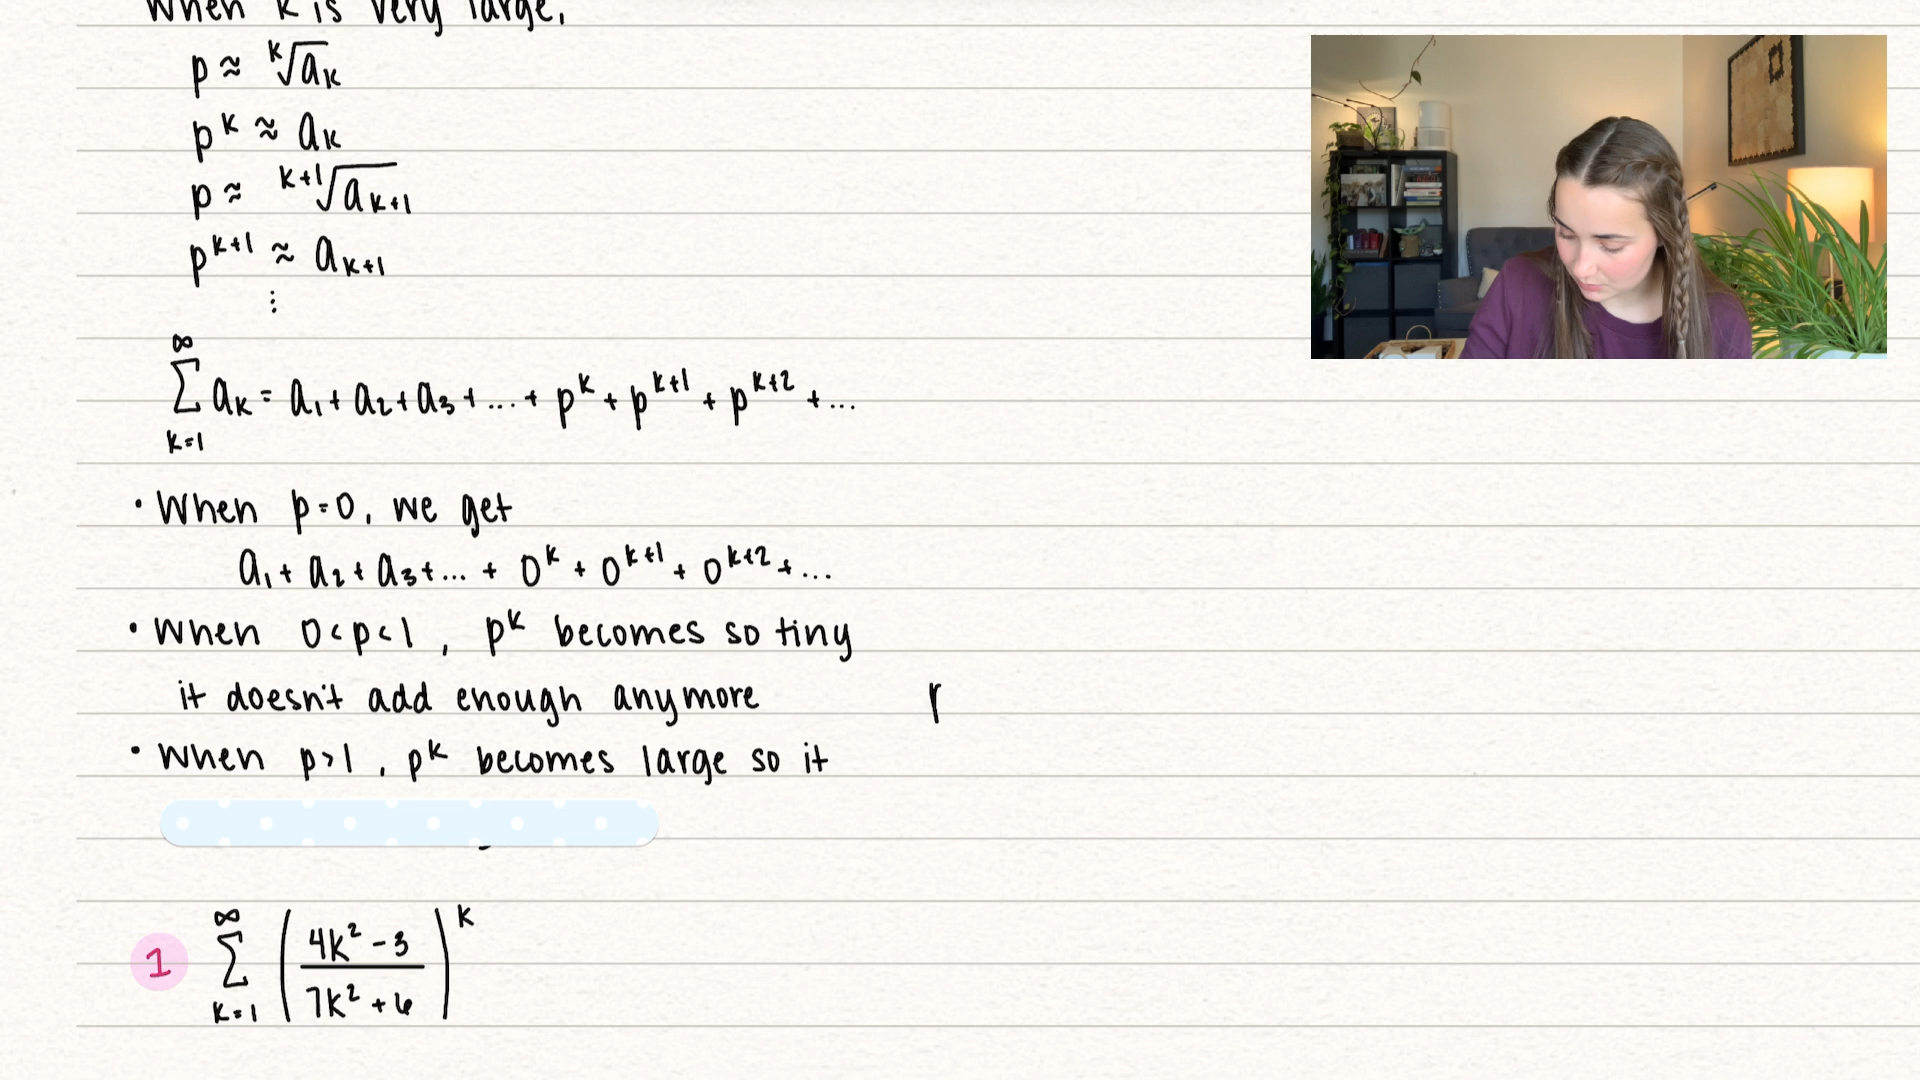 When k is very large,
p ≈ ᵏ√aₖ
pᵏ ≈ aₖ
p ≈ ᵏ⁺¹√aₖ₊₁
pᵏ⁺¹ ≈ aₖ₊₁
⋮
∞
Σ aₖ = a₁ + a₂ + a₃ + ... + pᵏ + pᵏ⁺¹ + pᵏ⁺² + ...
k=1
• When p=0, we get
a₁ + a₂ + a₃ + ... + 0ᵏ + 0ᵏ⁺¹ + 0ᵏ⁺² + ...
• When 0<p<1, pᵏ becomes so tiny
it doesn't add enough anymore
• When p>1, pᵏ becomes large so it
1 ∞ Σ k=1 ((4k² - 3)/(7k² + 6))ᵏ